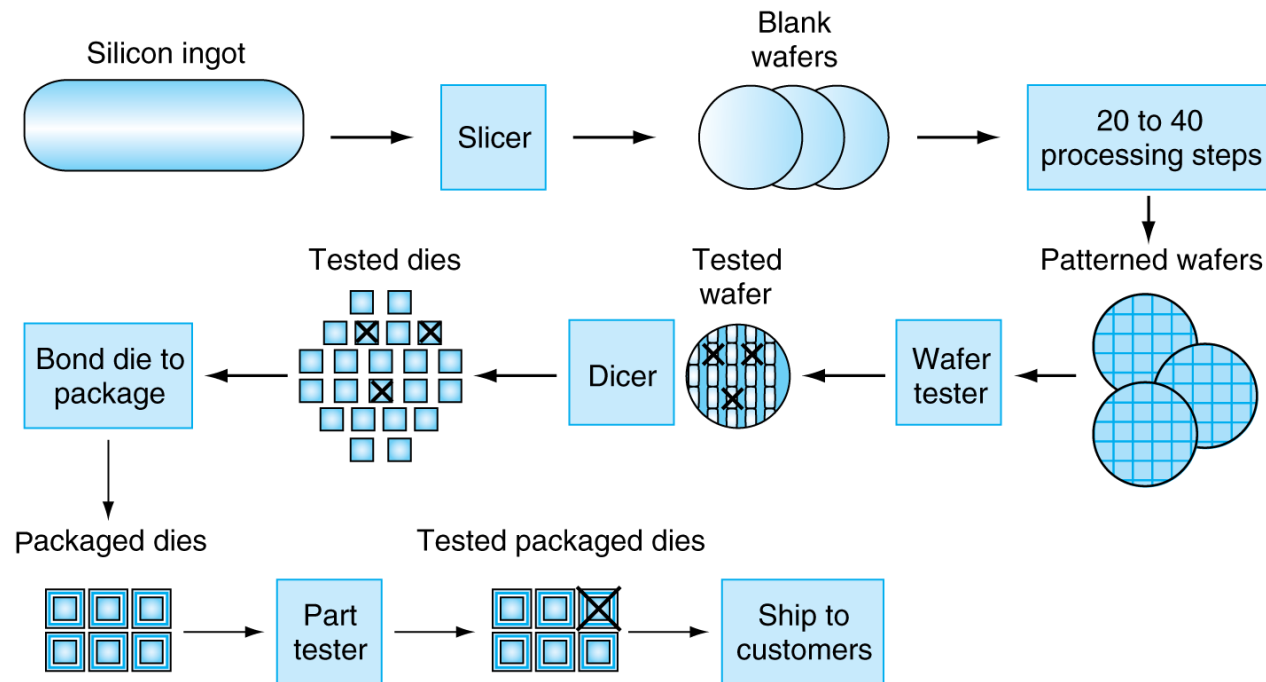 Silicon ingot
Slicer
Blank
wafers
20 to 40
processing steps
Patterned wafers
Wafer
tester
Tested
wafer
Dicer
Tested dies
Bond die to
package
Packaged dies
Part
tester
Tested packaged dies
Ship to
customers